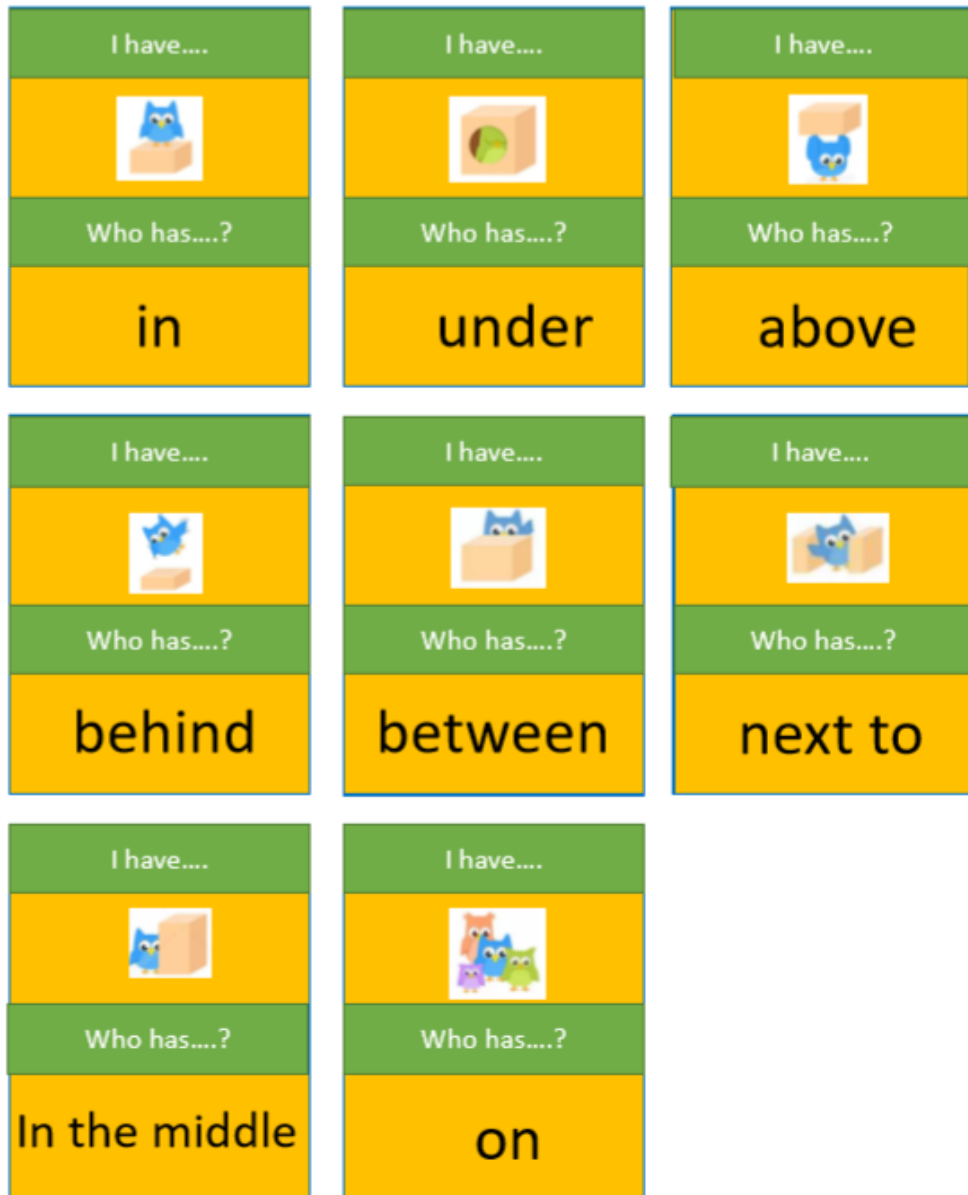 I have....
Who has....?
in
I have....
Who has....?
under
I have....
Who has....?
above
I have....
Who has....?
behind
I have....
Who has....?
between
I have....
Who has....?
next to
I have....
Who has....?
In the middle
I have....
Who has....?
on